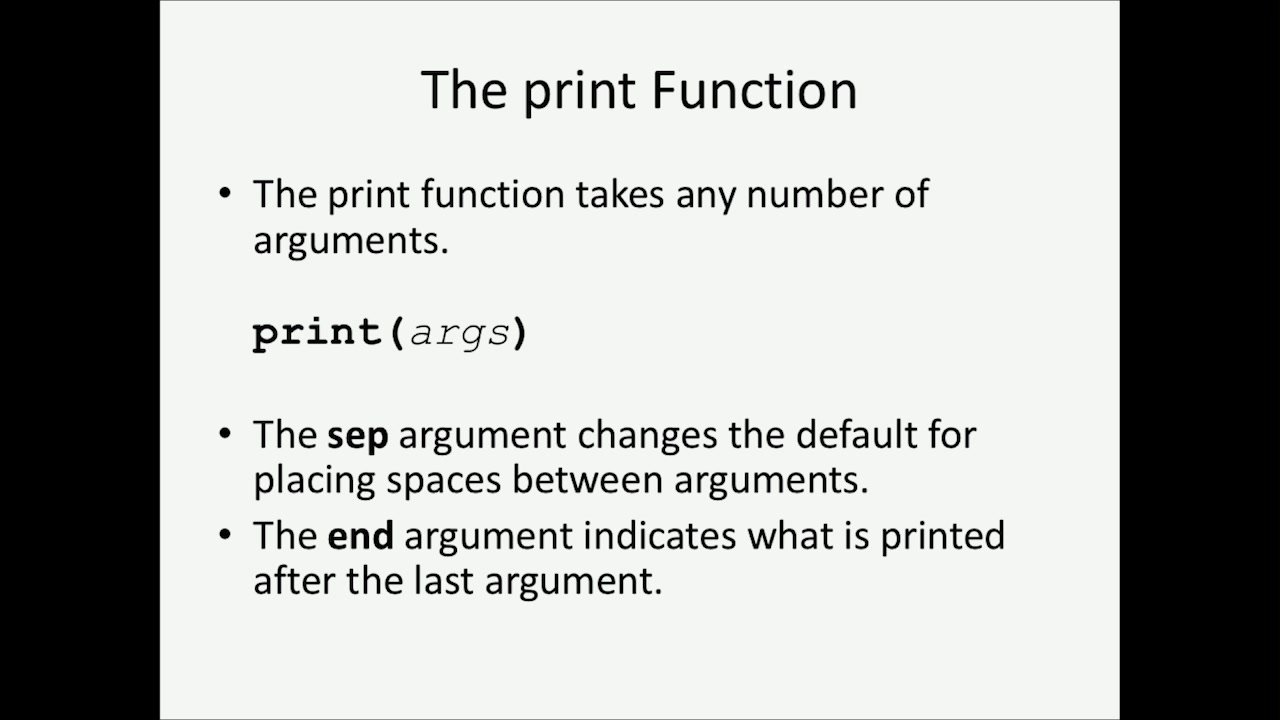 The print Function
• The print function takes any number of
arguments.
print(args)
• The sep argument changes the default for
placing spaces between arguments.
• The end argument indicates what is printed
after the last argument.